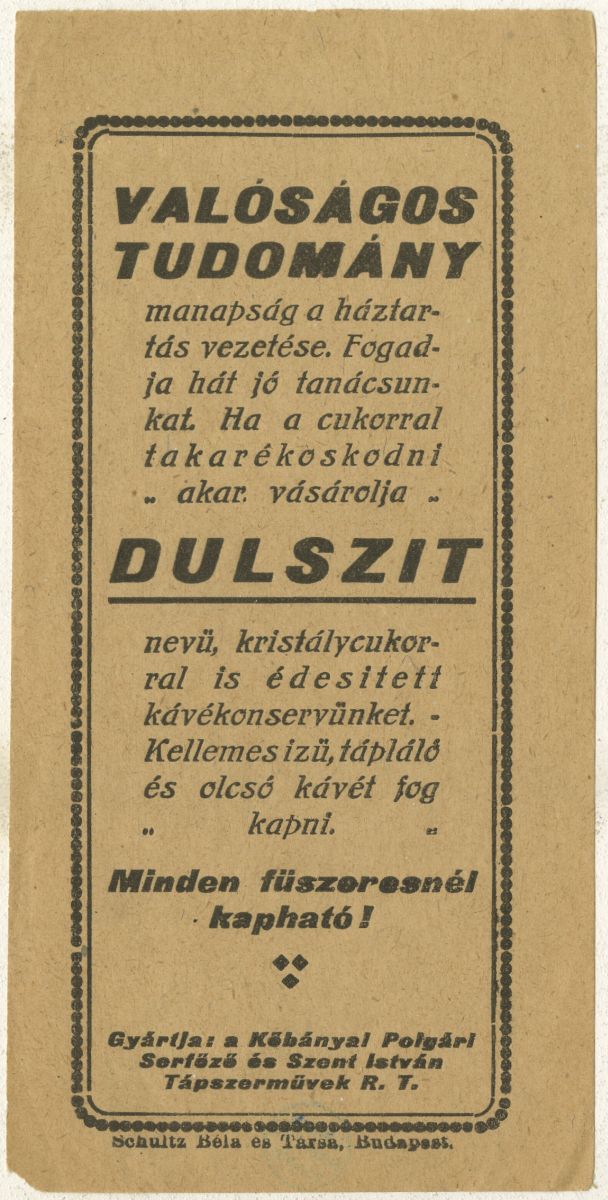 VALÓSÁGOS
TUDOMÁNY
manapság a háztar-
tás vezetése. Fogad-
ja hát jó tanácsun-
kat. Ha a cukorral
takarékoskodni
„ akar. vásárolja „
DULSZIT
nevü, kristálycukor-
ral is édesitett
kávékonservünket. -
Kellemes izü, tápláló
és olcsó kávét fog
„ kapni. „
Minden füszeresnél
kapható!
Gyártja: a Kőbányai Polgári
Serfőző és Szent István
Tápszerművek R. T.
Schultz Béla és Társa, Budapest.